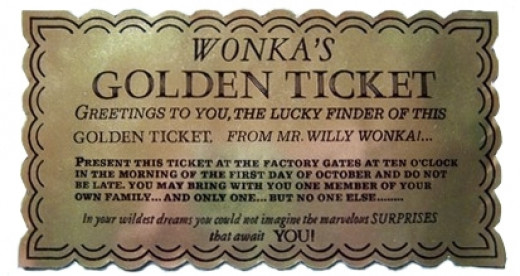 WONKA'S
GOLDEN TICKET
GREETINGS TO YOU, THE LUCKY FINDER OF THIS
GOLDEN TICKET, FROM MR. WILLY WONKA!...
PRESENT THIS TICKET AT THE FACTORY GATES AT TEN O'CLOCK
IN THE MORNING OF THE FIRST DAY OF OCTOBER AND DO NOT
BE LATE. YOU MAY BRING WITH YOU ONE MEMBER OF YOUR
OWN FAMILY... AND ONLY ONE... BUT NO ONE ELSE........
In your wildest dreams you could not imagine the marvelous SURPRISES
that await YOU!